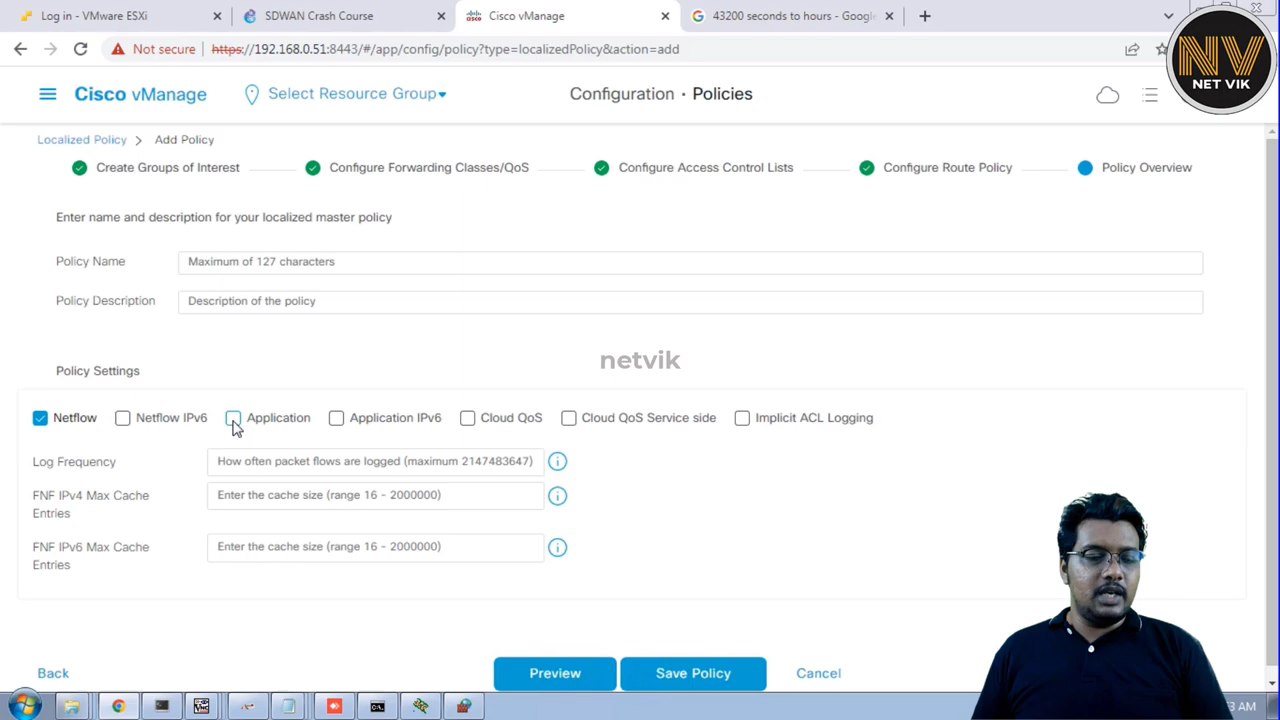 Log in - VMware ESXi
SDWAN Crash Course
Cisco vManage
43200 seconds to hours - Google
Not secure
https://192.168.0.51:8443/#/app/config/policy?type=localizedPolicy&action=add
NV
NET VIK
Cisco vManage
Select Resource Group
Configuration · Policies
Localized Policy > Add Policy
Create Groups of Interest
Configure Forwarding Classes/QoS
Configure Access Control Lists
Configure Route Policy
Policy Overview
Enter name and description for your localized master policy
Policy Name
Maximum of 127 characters
Policy Description
Description of the policy
netvik
Policy Settings
Netflow
Netflow IPv6
Application
Application IPv6
Cloud QoS
Cloud QoS Service side
Implicit ACL Logging
Log Frequency
How often packet flows are logged (maximum 2147483647)
FNF IPv4 Max Cache
Entries
Enter the cache size (range 16 - 2000000)
FNF IPv6 Max Cache
Entries
Enter the cache size (range 16 - 2000000)
Back
Preview
Save Policy
Cancel
3 AM